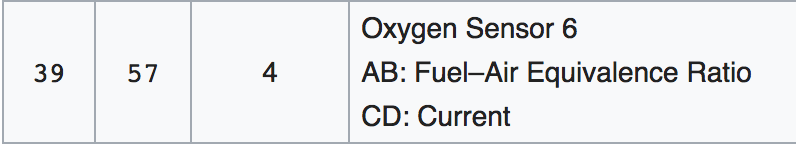 39 57 4 Oxygen Sensor 6
AB: Fuel–Air Equivalence Ratio
CD: Current